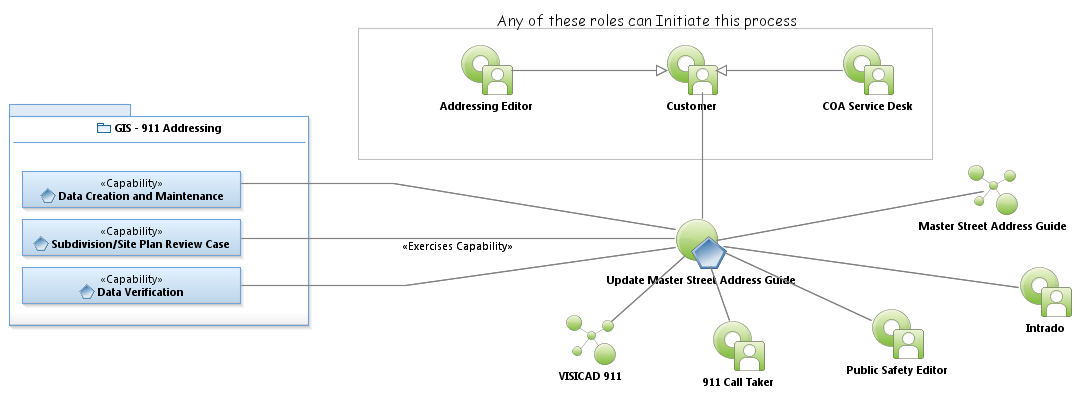 Any of these roles can Initiate this process
Addressing Editor
Customer
COA Service Desk
GIS - 911 Addressing
«Capability»
Data Creation and Maintenance
«Capability»
Subdivision/Site Plan Review Case
«Capability»
Data Verification
«Exercises Capability»
Master Street Address Guide
Update Master Street Address Guide
Intrado
VISICAD 911
911 Call Taker
Public Safety Editor